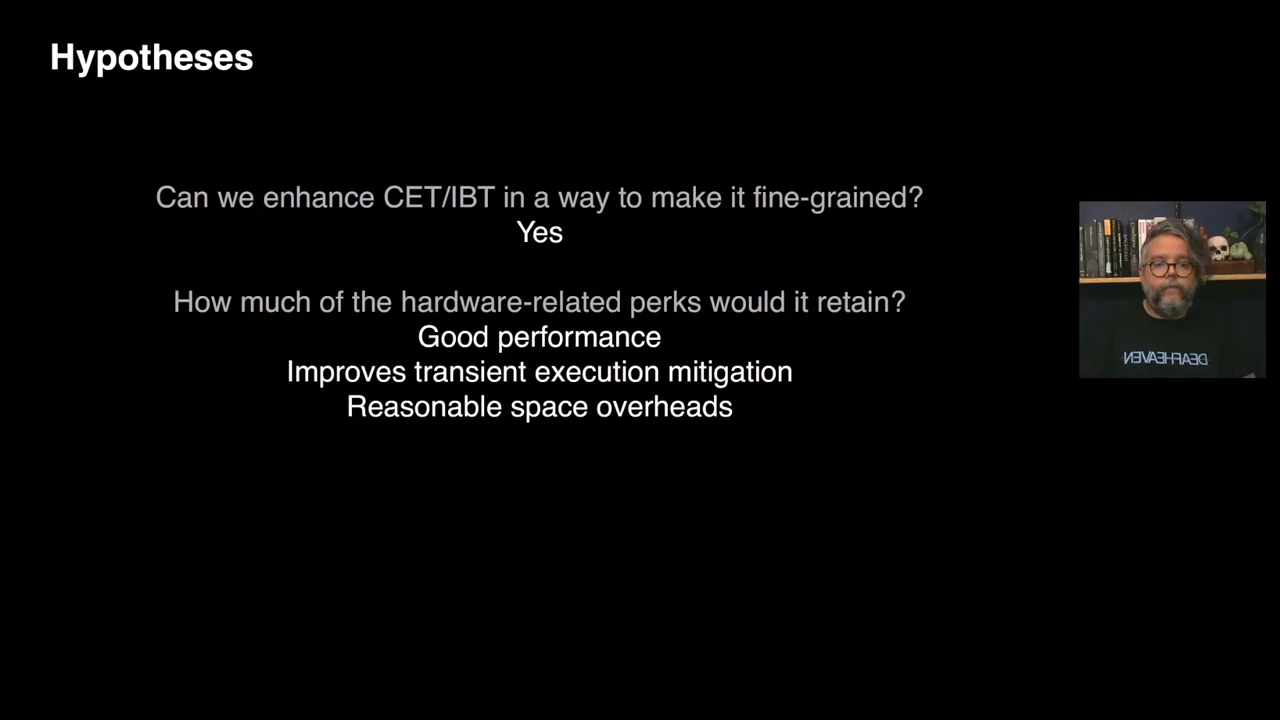 Hypotheses
Can we enhance CET/IBT in a way to make it fine-grained?
Yes
How much of the hardware-related perks would it retain?
Good performance
Improves transient execution mitigation
Reasonable space overheads
DEAFHEAVEN